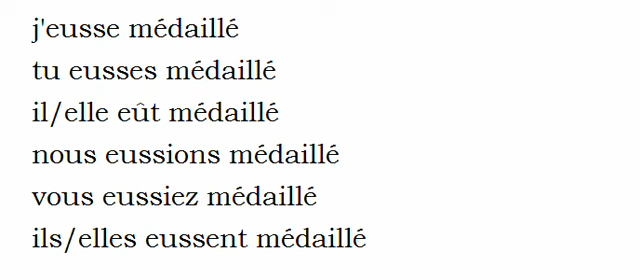 j'eusse médaillé
tu eusses médaillé
il/elle eût médaillé
nous eussions médaillé
vous eussiez médaillé
ils/elles eussent médaillé